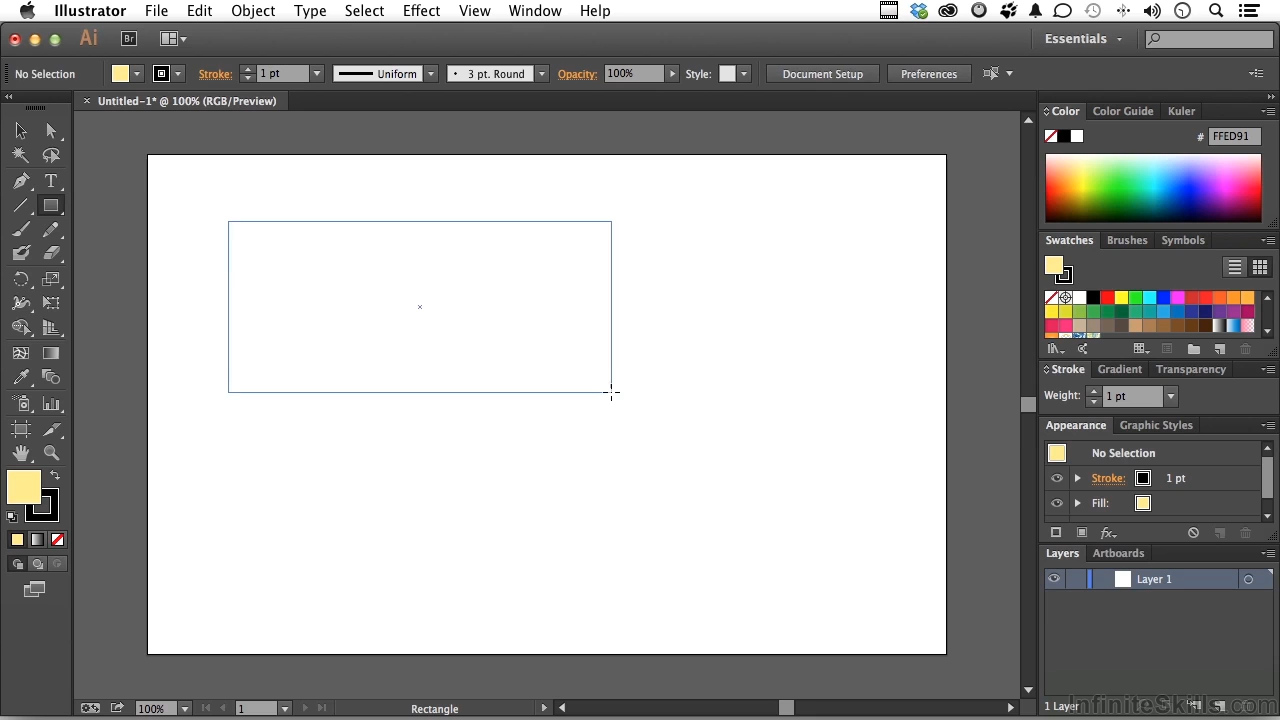 Illustrator File Edit Object Type Select Effect View Window Help
Ai Br Essentials
No Selection Stroke: 1 pt Uniform 3 pt. Round Opacity: 100% Style: Document Setup Preferences
Untitled-1* @ 100% (RGB/Preview)
Color Color Guide Kuler
# FFED91
Swatches Brushes Symbols
Stroke Gradient Transparency
Weight: 1 pt
Appearance Graphic Styles
No Selection
Stroke: 1 pt
Fill:
fx
Layers Artboards
Layer 1
1 Layer
100% 1 Rectangle
InfiniteSkills.com